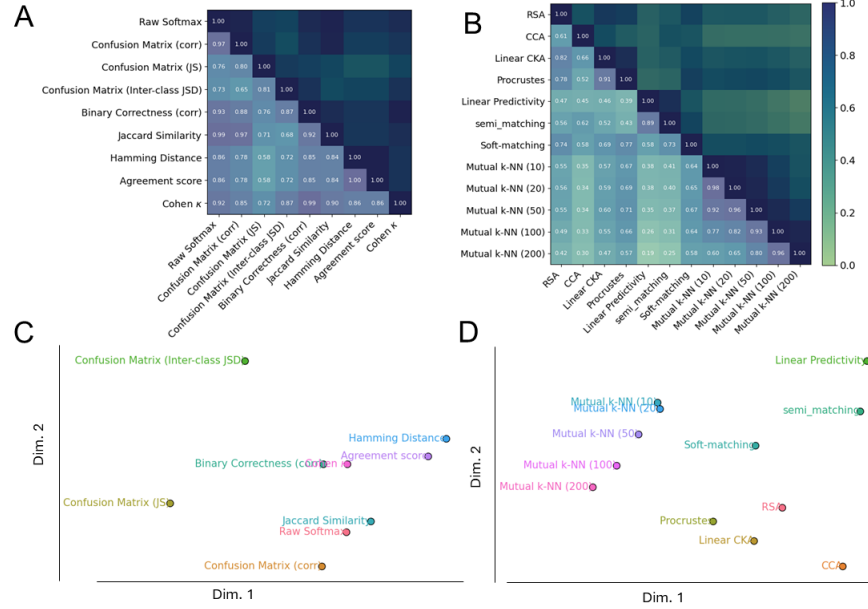 A
Raw Softmax 1.00
Confusion Matrix (corr) 0.97 1.00
Confusion Matrix (JS) 0.76 0.80 1.00
Confusion Matrix (Inter-class JSD) 0.73 0.65 0.81 1.00
Binary Correctness (corr) 0.93 0.88 0.76 0.87 1.00
Jaccard Similarity 0.99 0.97 0.71 0.68 0.92 1.00
Hamming Distance 0.86 0.78 0.58 0.72 0.85 0.84 1.00
Agreement score 0.86 0.78 0.58 0.72 0.85 0.84 1.00 1.00
Cohen κ 0.92 0.85 0.72 0.87 0.99 0.90 0.86 0.86 1.00
Raw Softmax
Confusion Matrix (corr)
Confusion Matrix (JS)
Confusion Matrix (Inter-class JSD)
Binary Correctness (corr)
Jaccard Similarity
Hamming Distance
Agreement score
Cohen κ
B
RSA 1.00
CCA 0.61 1.00
Linear CKA 0.82 0.66 1.00
Procrustes 0.78 0.52 0.91 1.00
Linear Predictivity 0.47 0.45 0.46 0.39 1.00
semi_matching 0.56 0.62 0.52 0.43 0.89 1.00
Soft-matching 0.74 0.58 0.69 0.77 0.58 0.73 1.00
Mutual k-NN (10) 0.55 0.35 0.57 0.71 0.38 0.41 0.64 1.00
Mutual k-NN (20) 0.56 0.34 0.59 0.69 0.38 0.40 0.65 0.98 1.00
Mutual k-NN (50) 0.55 0.34 0.60 0.71 0.35 0.37 0.67 0.92 0.96 1.00
Mutual k-NN (100) 0.49 0.33 0.55 0.66 0.26 0.31 0.64 0.77 0.82 0.93 1.00
Mutual k-NN (200) 0.42 0.30 0.47 0.57 0.19 0.25 0.58 0.60 0.65 0.80 0.96 1.00
RSA
CCA
Linear CKA
Procrustes
Linear Predictivity
semi_matching
Soft-matching
Mutual k-NN (10)
Mutual k-NN (20)
Mutual k-NN (50)
Mutual k-NN (100)
Mutual k-NN (200)
1.0
0.8
0.6
0.4
0.2
0.0
C
Confusion Matrix (Inter-class JSD)
Hamming Distance
Agreement score
Binary Correctness (corr)
Cohen κ
Confusion Matrix (JS)
Jaccard Similarity
Raw Softmax
Confusion Matrix (corr)
Dim. 2
Dim. 1
D
Linear Predictivity
Mutual k-NN (10)
Mutual k-NN (20)
semi_matching
Mutual k-NN (50)
Soft-matching
Mutual k-NN (100)
Mutual k-NN (200)
RSA
Procrustes
Linear CKA
CCA
Dim. 2
Dim. 1